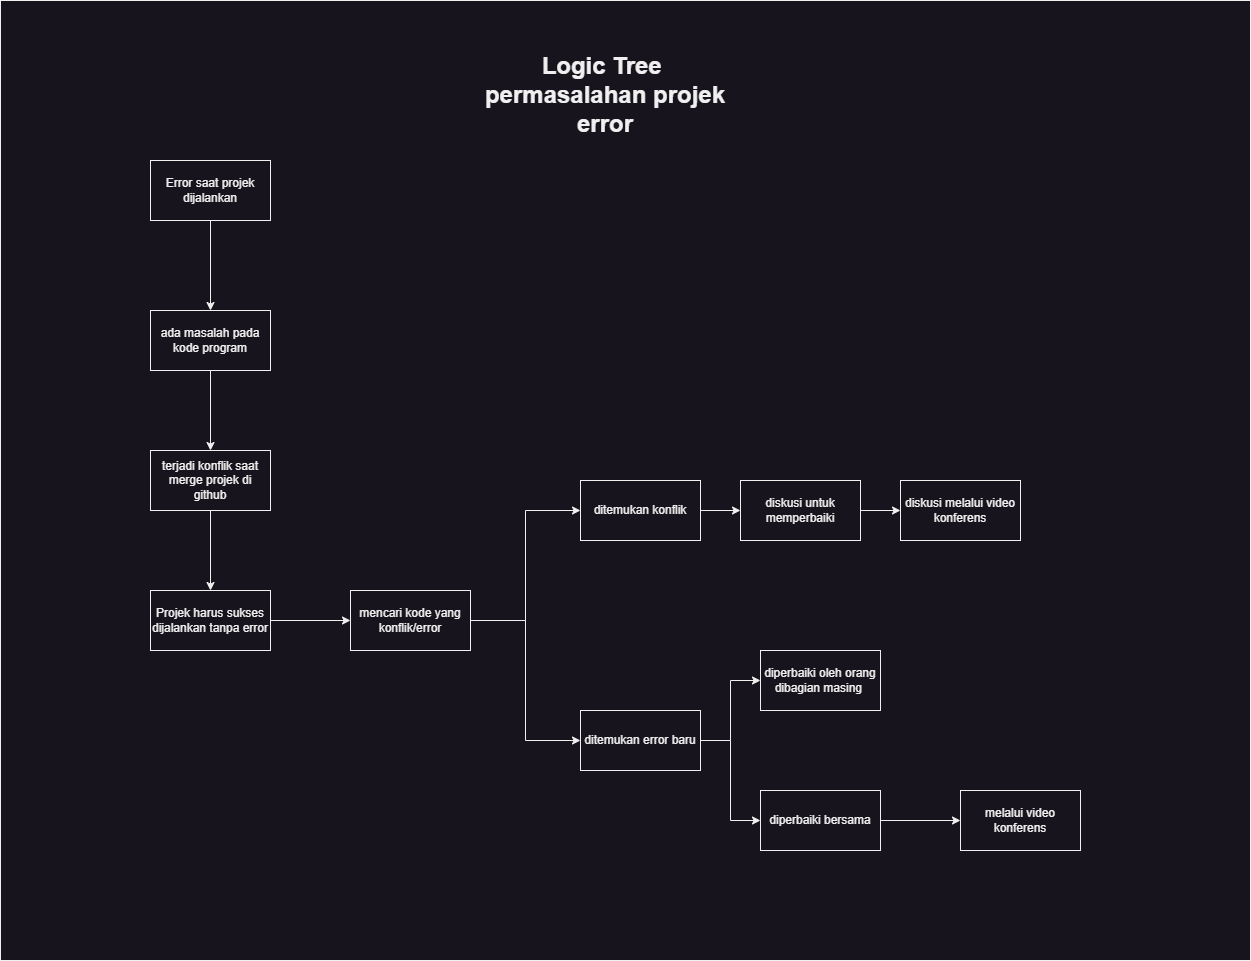 Logic Tree
permasalahan projek
error
Error saat projek
dijalankan
ada masalah pada
kode program
terjadi konflik saat
merge projek di
github
Projek harus sukses
dijalankan tanpa error
mencari kode yang
konflik/error
ditemukan konflik
diskusi untuk
memperbaiki
diskusi melalui video
konferens
ditemukan error baru
diperbaiki oleh orang
dibagian masing
diperbaiki bersama
melalui video
konferens